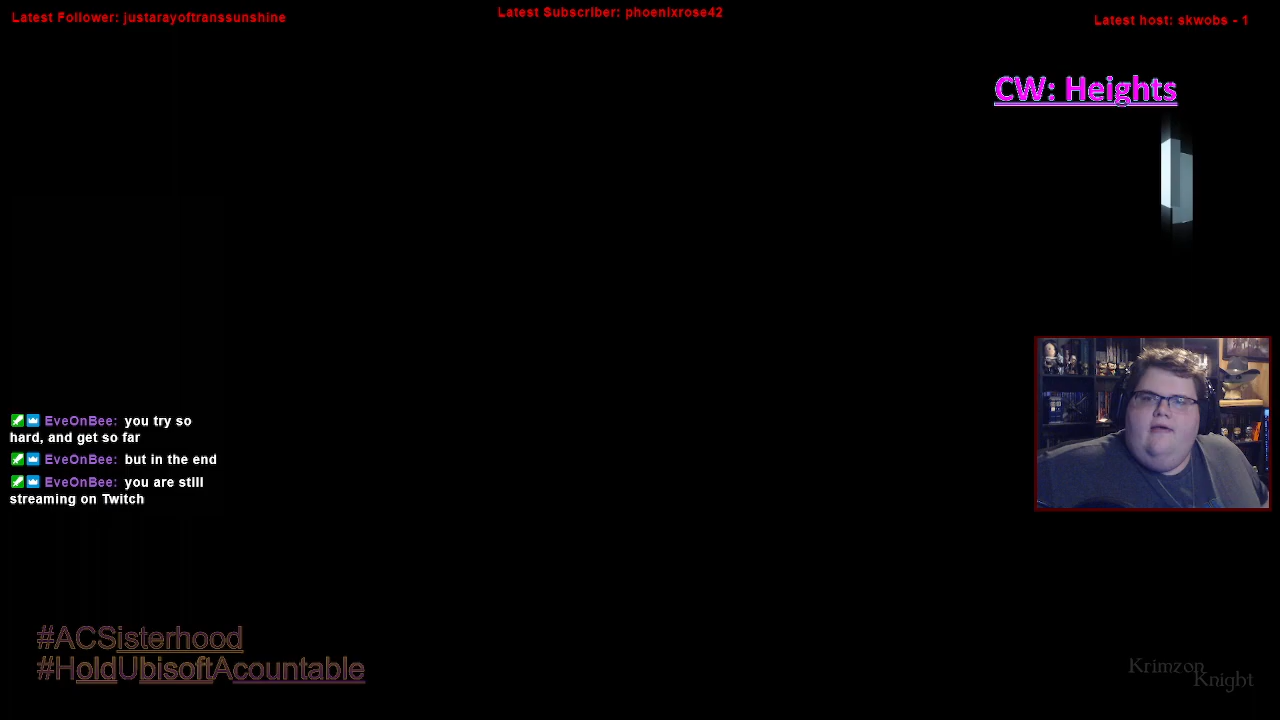 Latest Follower: justarayoftranssunshine
Latest Subscriber: phoenixrose42
Latest host: skwobs - 1
CW: Heights
EveOnBee: you try so
hard, and get so far
EveOnBee: but in the end
EveOnBee: you are still
streaming on Twitch
#ACSisterhood
#HoldUbisoftAcountable
Krimzon
Knight